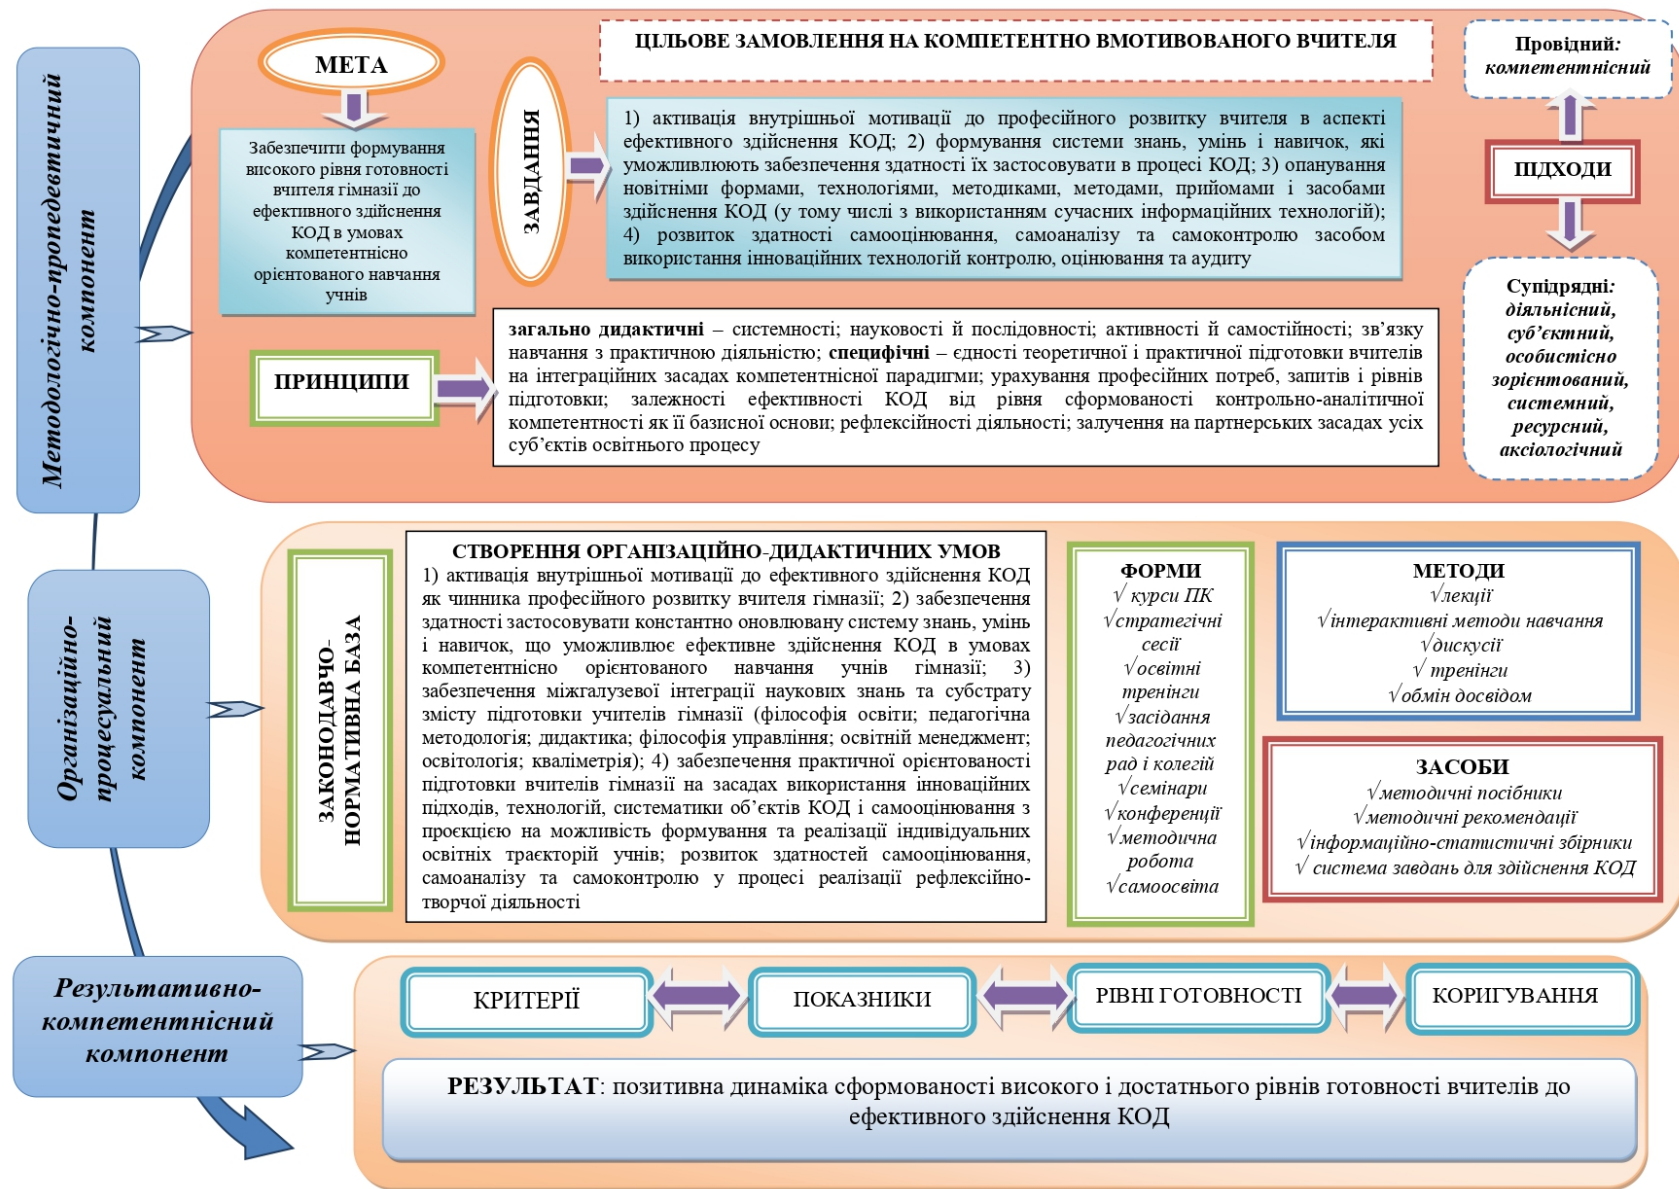 Методологічно-пропедевтичний
компонент
МЕТА
Забезпечити формування
високого рівня готовності
вчителя гімназії до
ефективного здійснення
КОД в умовах
компетентнісно
орієнтованого навчання
учнів
ЗАВДАННЯ
ЦІЛЬОВЕ ЗАМОВЛЕННЯ НА КОМПЕТЕНТНО ВМОТИВОВАНОГО ВЧИТЕЛЯ
1) активація внутрішньої мотивації до професійного розвитку вчителя в аспекті
ефективного здійснення КОД; 2) формування системи знань, умінь і навичок, які
уможливлюють забезпечення здатності їх застосовувати в процесі КОД; 3) опанування
новітніми формами, технологіями, методиками, методами, прийомами і засобами
здійснення КОД (у тому числі з використанням сучасних інформаційних технологій);
4) розвиток здатності самооцінювання, самоаналізу та самоконтролю засобом
використання інноваційних технологій контролю, оцінювання та аудиту
Провідний:
компетентнісний
ПІДХОДИ
Супідрядні:
діяльнісний,
суб’єктний,
особистісно
зорієнтований,
системний,
ресурсний,
аксіологічний
ПРИНЦИПИ
загально дидактичні – системності; науковості й послідовності; активності й самостійності; зв’язку
навчання з практичною діяльністю; специфічні – єдності теоретичної і практичної підготовки вчителів
на інтеграційних засадах компетентнісної парадигми; урахування професійних потреб, запитів і рівнів
підготовки; залежності ефективності КОД від рівня сформованості контрольно-аналітичної
компетентності як її базисної основи; рефлексійності діяльності; залучення на партнерських засадах усіх
суб’єктів освітнього процесу
Організаційно-
процесуальний
компонент
ЗАКОНОДАВЧО-
НОРМАТИВНА БАЗА
СТВОРЕННЯ ОРГАНІЗАЦІЙНО-ДИДАКТИЧНИХ УМОВ
1) активація внутрішньої мотивації до ефективного здійснення КОД
як чинника професійного розвитку вчителя гімназії; 2) забезпечення
здатності застосовувати константно оновлювану систему знань, умінь
і навичок, що уможливлює ефективне здійснення КОД в умовах
компетентнісно орієнтованого навчання учнів гімназії; 3)
забезпечення міжгалузевої інтеграції наукових знань та субстрату
змісту підготовки учителів гімназії (філософія освіти; педагогічна
методологія; дидактика; філософія управління; освітній менеджмент;
освітологія; кваліметрія); 4) забезпечення практичної орієнтованості
підготовки вчителів гімназії на засадах використання інноваційних
підходів, технологій, систематики об’єктів КОД і самооцінювання з
проєкцією на можливість формування та реалізації індивідуальних
освітніх траєкторій учнів; розвиток здатностей самооцінювання,
самоаналізу та самоконтролю у процесі реалізації рефлексійно-
творчої діяльності
ФОРМИ
√ курси ПК
√стратегічні
сесії
√освітні
тренінги
√засідання
педагогічних
рад і колегій
√семінари
√конференції
√методична
робота
√самоосвіта
МЕТОДИ
√лекції
√інтерактивні методи навчання
√дискусії
√ тренінги
√обмін досвідом
ЗАСОБИ
√методичні посібники
√методичні рекомендації
√інформаційно-статистичні збірники
√ система завдань для здійснення КОД
Результативно-
компетентнісний
компонент
КРИТЕРІЇ
ПОКАЗНИКИ
РІВНІ ГОТОВНОСТІ
КОРИГУВАННЯ
РЕЗУЛЬТАТ: позитивна динаміка сформованості високого і достатнього рівнів готовності вчителів до
ефективного здійснення КОД